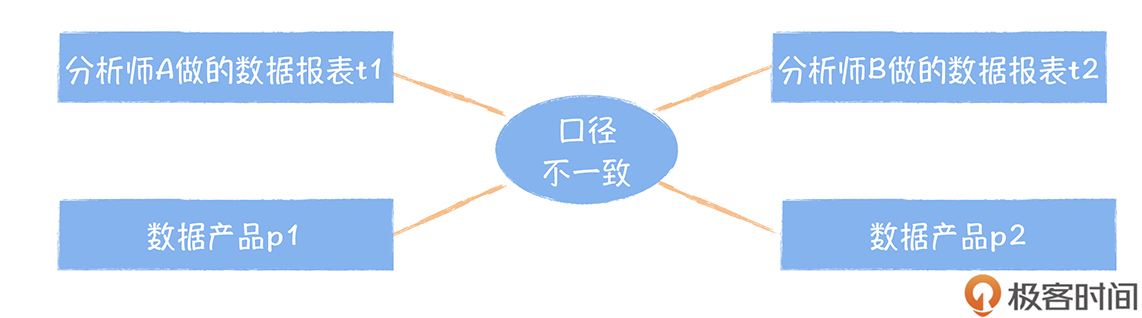 分析师A做的数据报表t1
分析师B做的数据报表t2
口径
不一致
数据产品p1
数据产品p2
极客时间